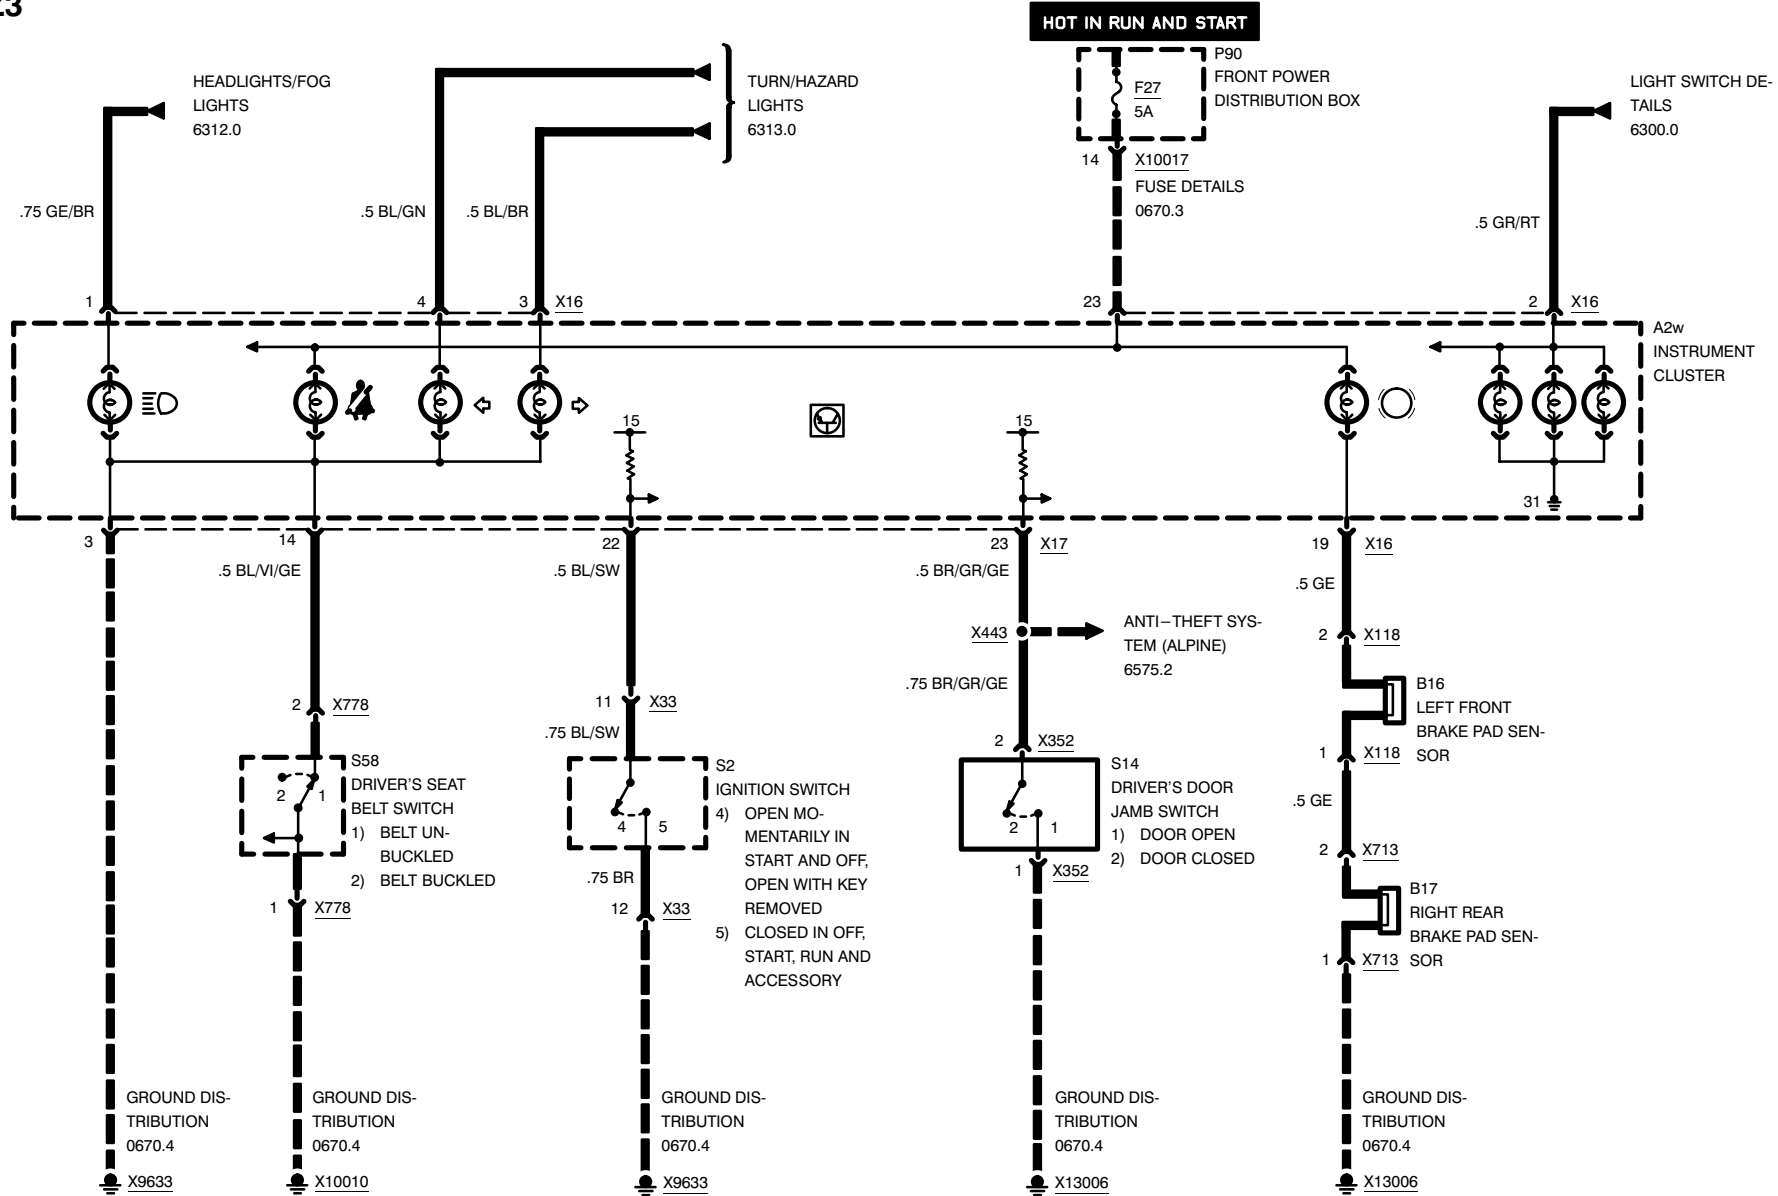 HOT IN RUN AND START
P90
FRONT POWER
DISTRIBUTION BOX
F27
5A
HEADLIGHTS/FOG
LIGHTS
6312.0
TURN/HAZARD
LIGHTS
6313.0
LIGHT SWITCH DE-
TAILS
6300.0
14 X10017
FUSE DETAILS
0670.3
.75 GE/BR
.5 BL/GN
.5 BL/BR
.5 GR/RT
1
4
3 X16
23
2 X16
A2w
INSTRUMENT
CLUSTER
15
15
31
3
14
22
23 X17
19 X16
.5 BL/VI/GE
.5 BL/SW
.5 BR/GR/GE
.5 GE
X443
ANTI–THEFT SYS-
TEM (ALPINE)
6575.2
2 X118
.75 BR/GR/GE
B16
LEFT FRONT
BRAKE PAD SEN-
SOR
2 X778
11 X33
.75 BL/SW
2 X352
1 X118
S58
DRIVER'S SEAT
BELT SWITCH
1) BELT UN-
BUCKLED
2) BELT BUCKLED
2 1
S2
IGNITION SWITCH
4) OPEN MO-
MENTARILY IN
START AND OFF,
OPEN WITH KEY
REMOVED
5) CLOSED IN OFF,
START, RUN AND
ACCESSORY
4 5
S14
DRIVER'S DOOR
JAMB SWITCH
1) DOOR OPEN
2) DOOR CLOSED
2 1
.5 GE
2 X713
B17
RIGHT REAR
BRAKE PAD SEN-
SOR
1 X713
1 X778
.75 BR
12 X33
1 X352
GROUND DIS-
TRIBUTION
0670.4
X9633
GROUND DIS-
TRIBUTION
0670.4
X10010
GROUND DIS-
TRIBUTION
0670.4
X9633
GROUND DIS-
TRIBUTION
0670.4
X13006
GROUND DIS-
TRIBUTION
0670.4
X13006